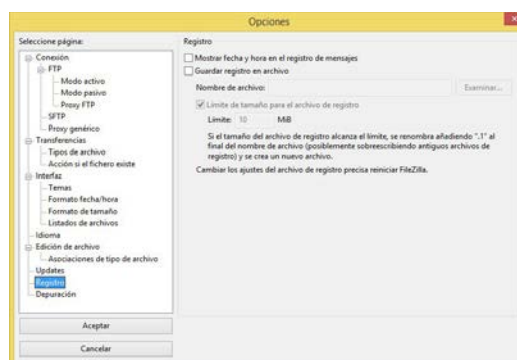 Opciones
Seleccione página:
Conexión
FTP
Modo activo
Modo pasivo
Proxy FTP
SFTP
Proxy genérico
Transferencias
Tipos de archivo
Acción si el fichero existe
Interfaz
Temas
Formato fecha/hora
Formato de tamaño
Listados de archivos
Idioma
Edición de archivo
Asociaciones de tipo de archivo
Updates
Registro
Depuración
Aceptar
Cancelar
Registro
Mostrar fecha y hora en el registro de mensajes
Guardar registro en archivo
Nombre de archivo:
Examinar...
Límite de tamaño para el archivo de registro
Límite: 10 MiB
Si el tamaño del archivo de registro alcanza el límite, se renombra añadiendo ".1" al
final del nombre de archivo (posiblemente sobreescribiendo antiguos archivos de
registro) y se crea un nuevo archivo.
Cambiar los ajustes del archivo de registro precisa reiniciar FileZilla.